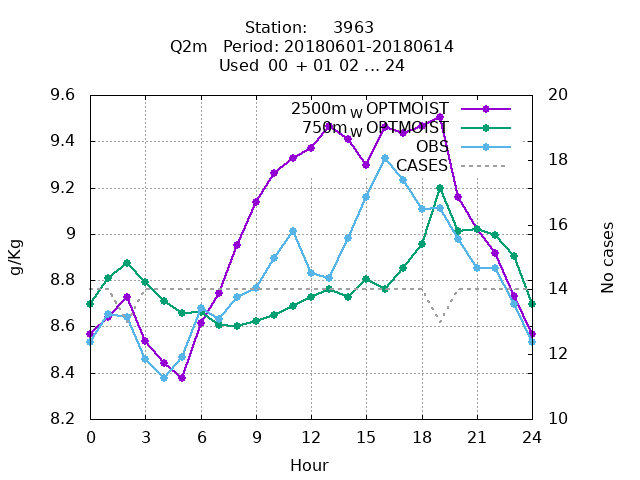 Station: 3963
Q2m Period: 20180601-20180614
Used 00 + 01 02 ... 24
9.6
9.4
9.2
9
8.8
8.6
8.4
8.2
20
18
16
14
12
10
0 3 6 9 12 15 18 21 24
g/Kg
No cases
Hour
2500m W OPTMOIST
750m W OPTMOIST
OBS
CASES